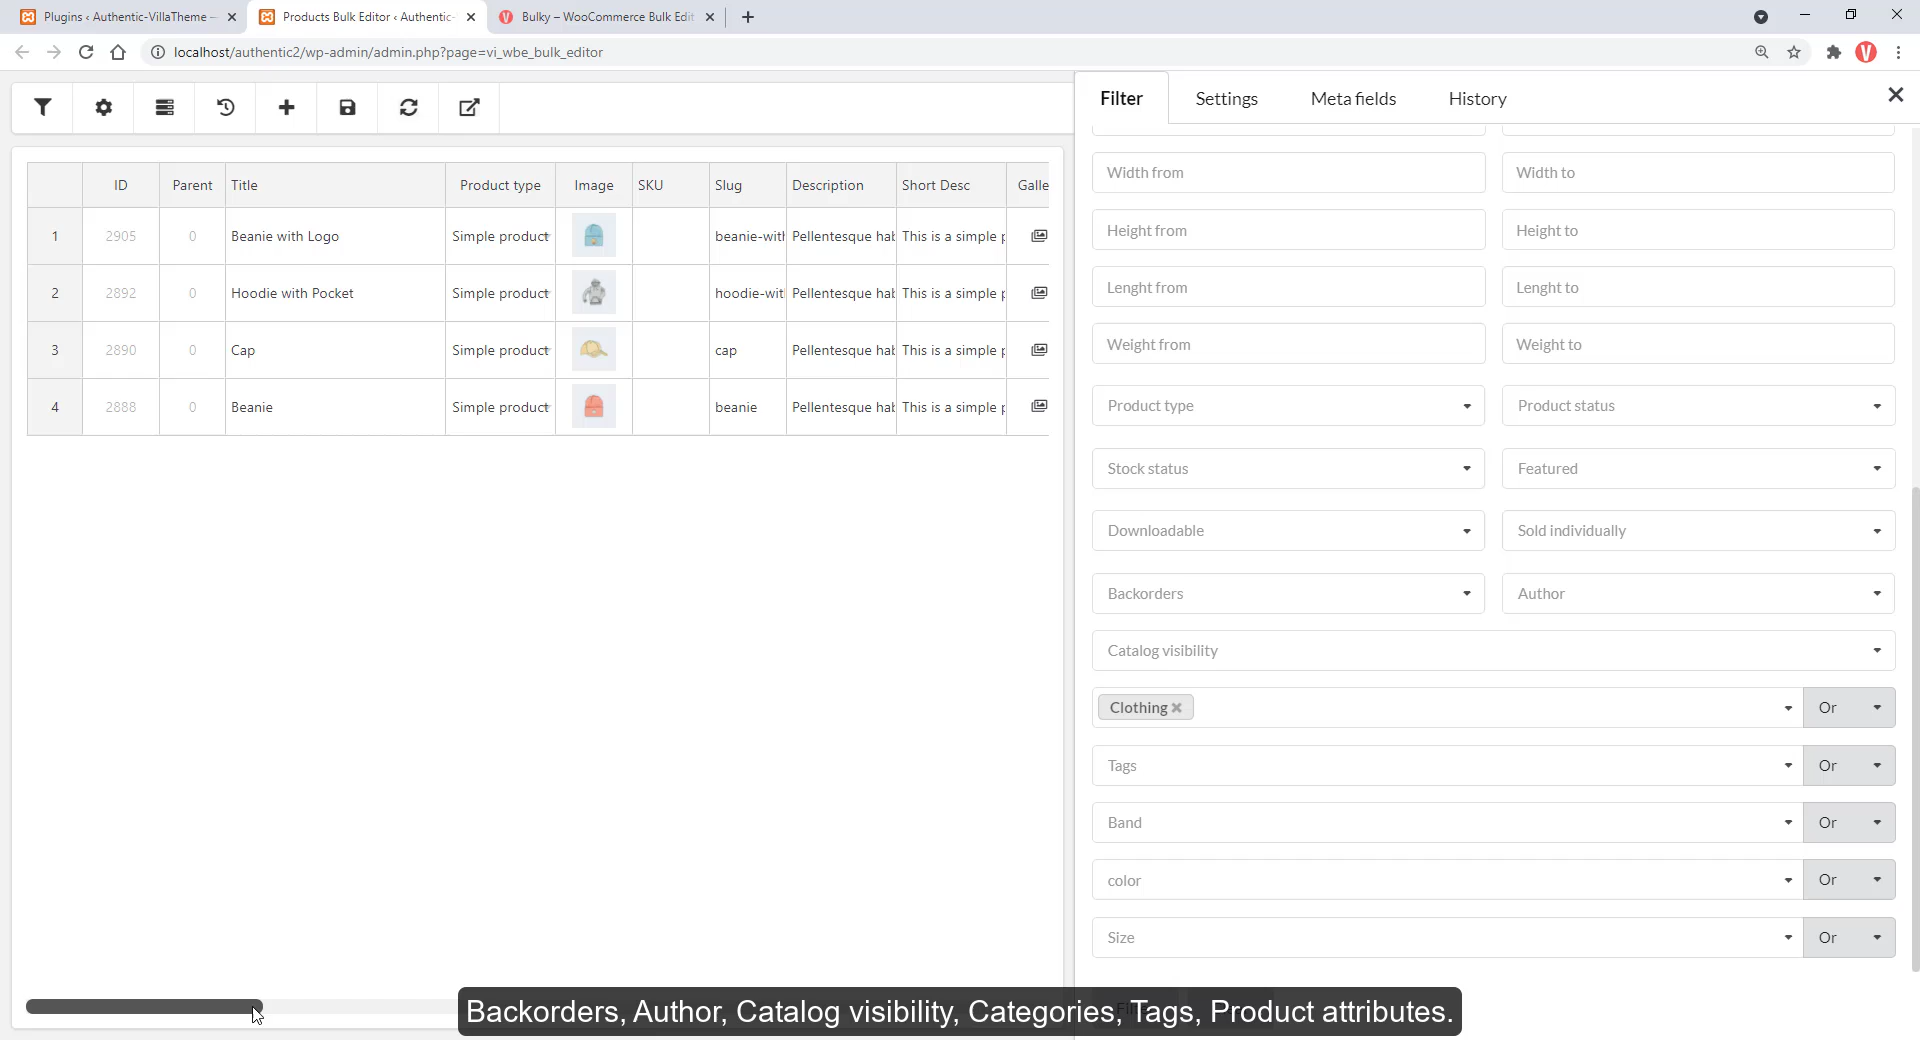 Plugins ‹ Authentic-VillaTheme —
Products Bulk Editor ‹ Authentic-
Bulky – WooCommerce Bulk Edit
localhost/authentic2/wp-admin/admin.php?page=vi_wbe_bulk_editor
Filter Settings Meta fields History
ID Parent Title Product type Image SKU Slug Description Short Desc Galle
1 2905 0 Beanie with Logo Simple product beanie-with Pellentesque hab This is a simple p
2 2892 0 Hoodie with Pocket Simple product hoodie-wit Pellentesque hab This is a simple p
3 2890 0 Cap Simple product cap Pellentesque hab This is a simple p
4 2888 0 Beanie Simple product beanie Pellentesque hab This is a simple p
Width from Width to
Height from Height to
Lenght from Lenght to
Weight from Weight to
Product type Product status
Stock status Featured
Downloadable Sold individually
Backorders Author
Catalog visibility
Clothing Or
Tags Or
Band Or
color Or
Size Or
Backorders, Author, Catalog visibility, Categories, Tags, Product attributes.